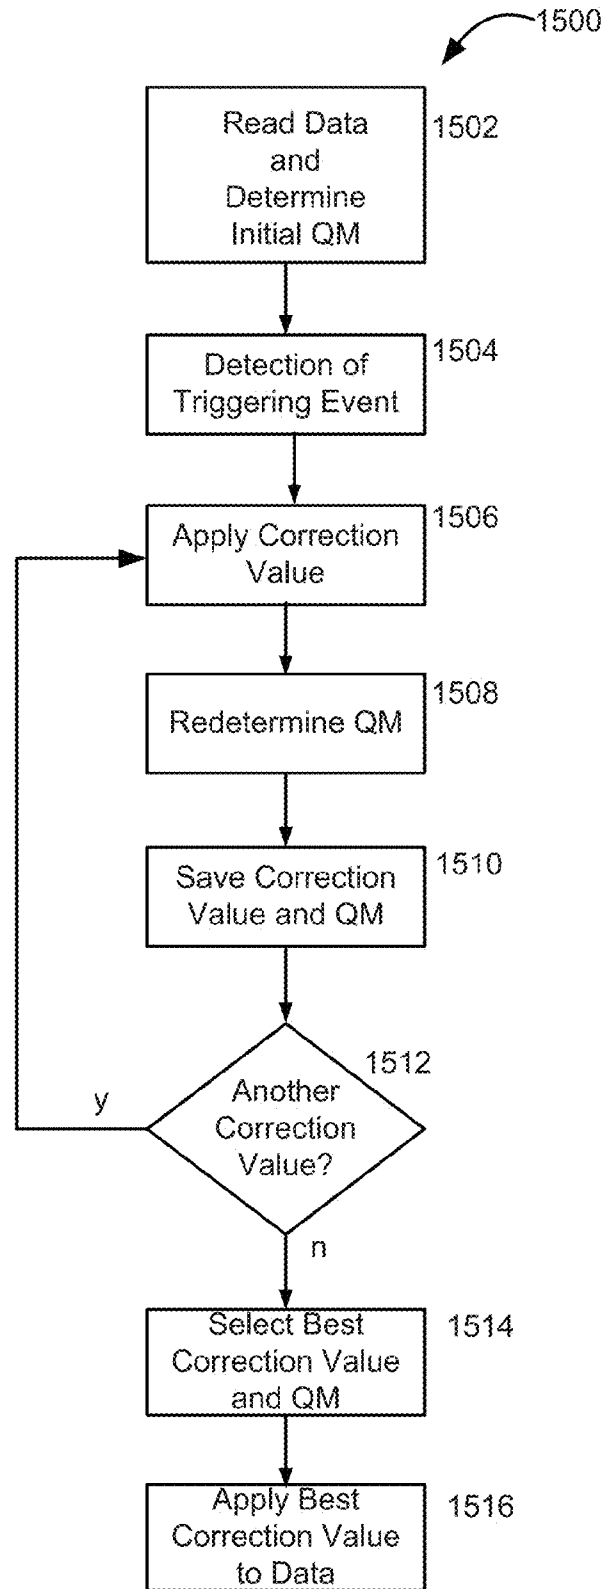 1500
Read Data
and
Determine
Initial QM
1502
Detection of
Triggering Event
1504
Apply Correction
Value
1506
Redetermine QM
1508
Save Correction
Value and QM
1510
Another
Correction
Value?
1512
y
n
Select Best
Correction Value
and QM
1514
Apply Best
Correction Value
to Data
1516